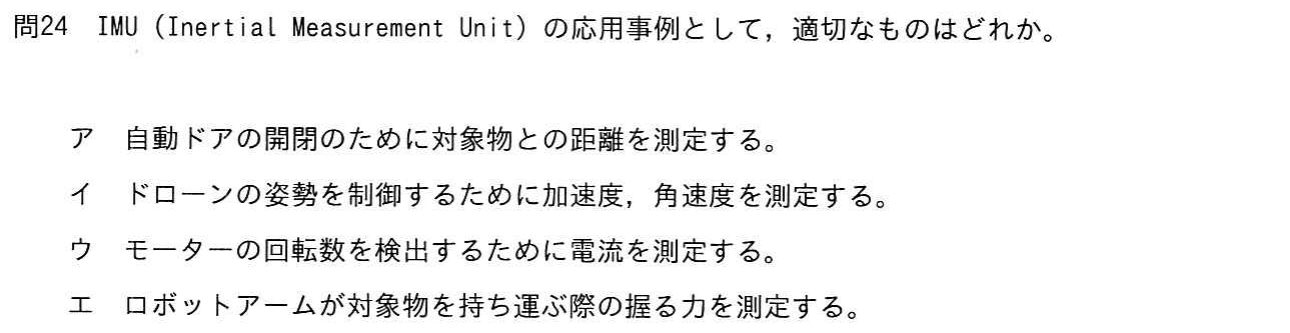 問24 IMU (Inertial Measurement Unit) の応用事例として，適切なものはどれか。
ア 自動ドアの開閉のために対象物との距離を測定する。
イ ドローンの姿勢を制御するために加速度，角速度を測定する。
ウ モーターの回転数を検出するために電流を測定する。
エ ロボットアームが対象物を持ち運ぶ際の握る力を測定する。